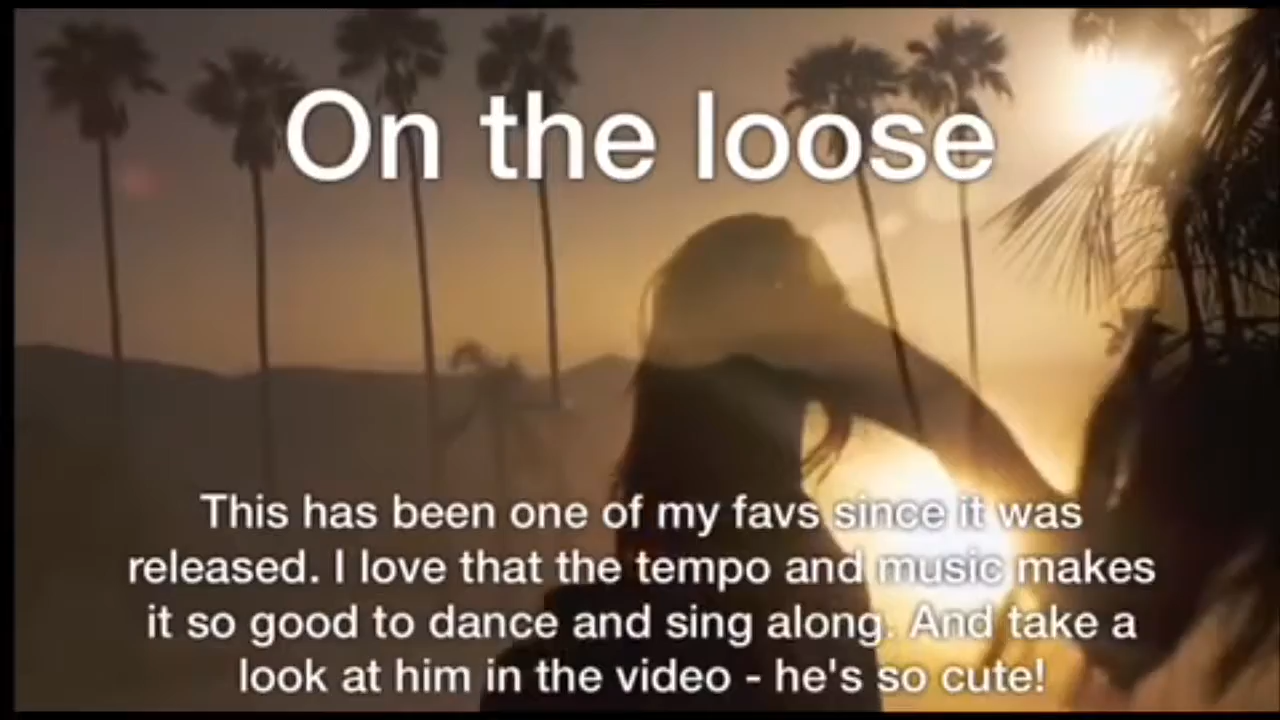 On the loose
This has been one of my favs since it was
released. I love that the tempo and music makes
it so good to dance and sing along. And take a
look at him in the video - he's so cute!